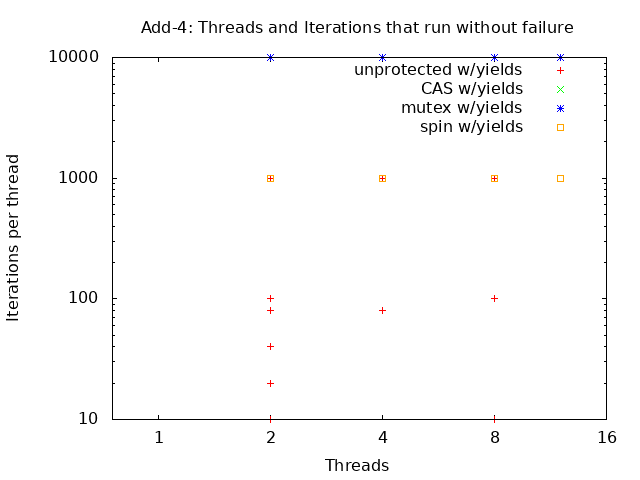 Add-4: Threads and Iterations that run without failure
10000
unprotected w/yields
CAS w/yields
mutex w/yields
spin w/yields
1000
Iterations per thread
100
10
1 2 4 8 16
Threads